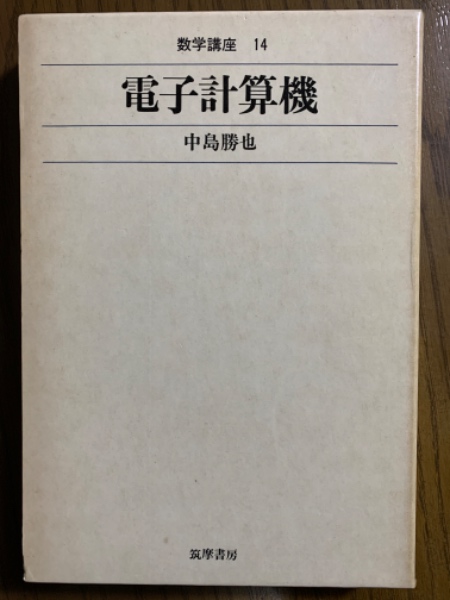 数学講座 14
電子計算機
中島勝也
筑摩書房